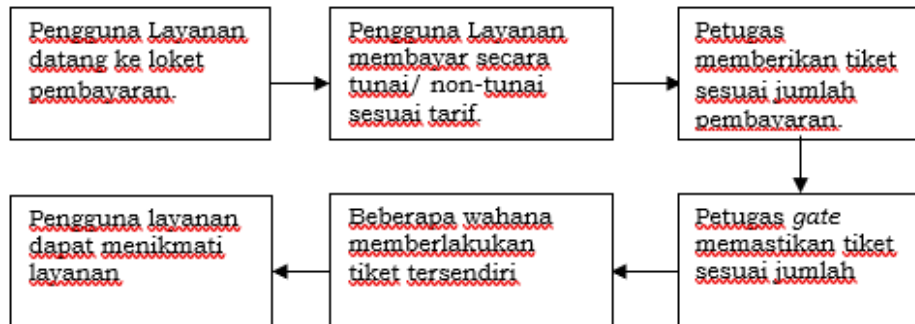 Pengguna Layanan
datang ke loket
pembayaran.
Pengguna Layanan
membayar secara
tunai/ non-tunai
sesuai tarif.
Petugas
memberikan tiket
sesuai jumlah
pembayaran.
Petugas gate
memastikan tiket
sesuai jumlah
Beberapa wahana
memberlakukan
tiket tersendiri
Pengguna layanan
dapat menikmati
layanan